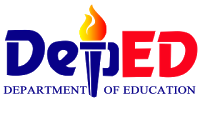 DepED
DEPARTMENT OF EDUCATION